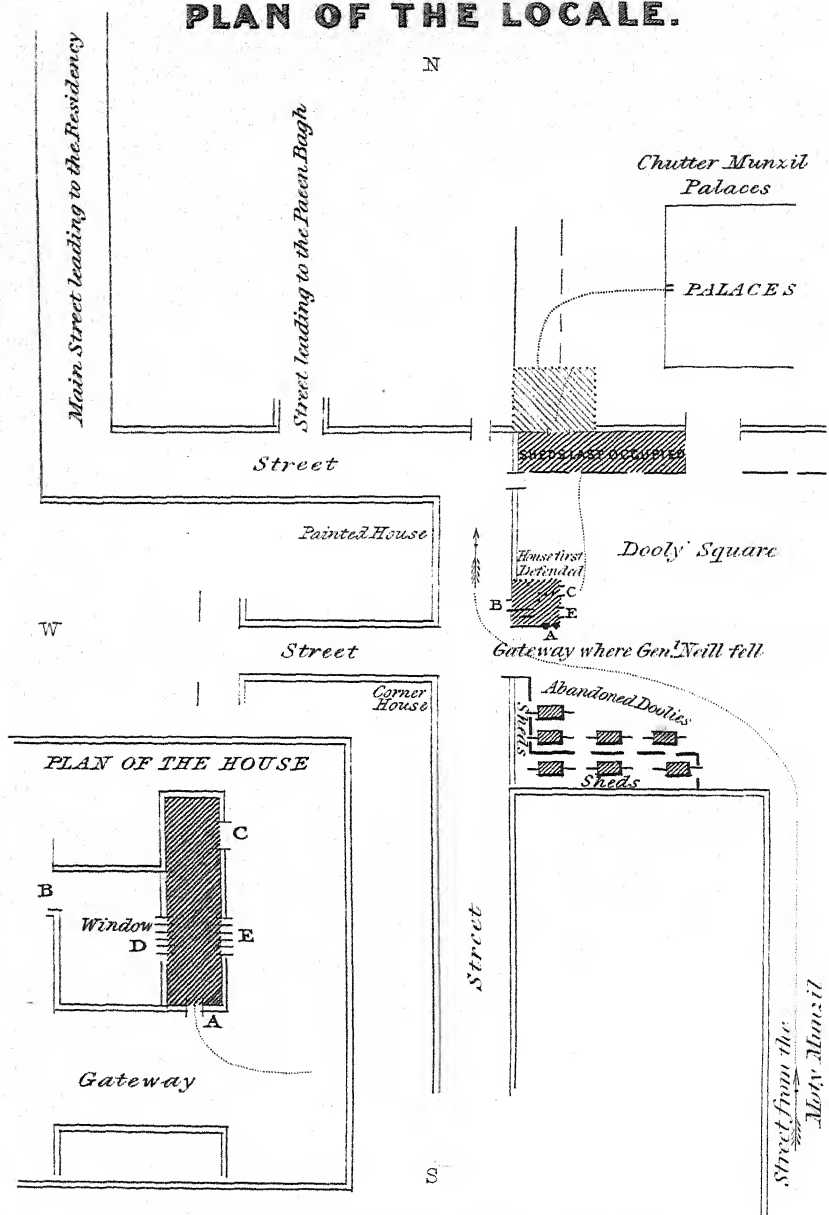 PLAN OF THE LOCALE.
N
Main Street leading to the Residency
Street leading to the Paeen Bagh
Chutter Munzil
Palaces
PALACES
SHEDS LAST OCCUPIED
Street
Painted House
House first
Defended
Dooly Square
B
C
E
A
W
Street
Gateway where Genl. Neill fell
Corner
House
Abandoned Doolies
Sheds
Sheds
PLAN OF THE HOUSE
C
B
Window
D
E
A
Gateway
Street
Street from the
Moty Munzil
S